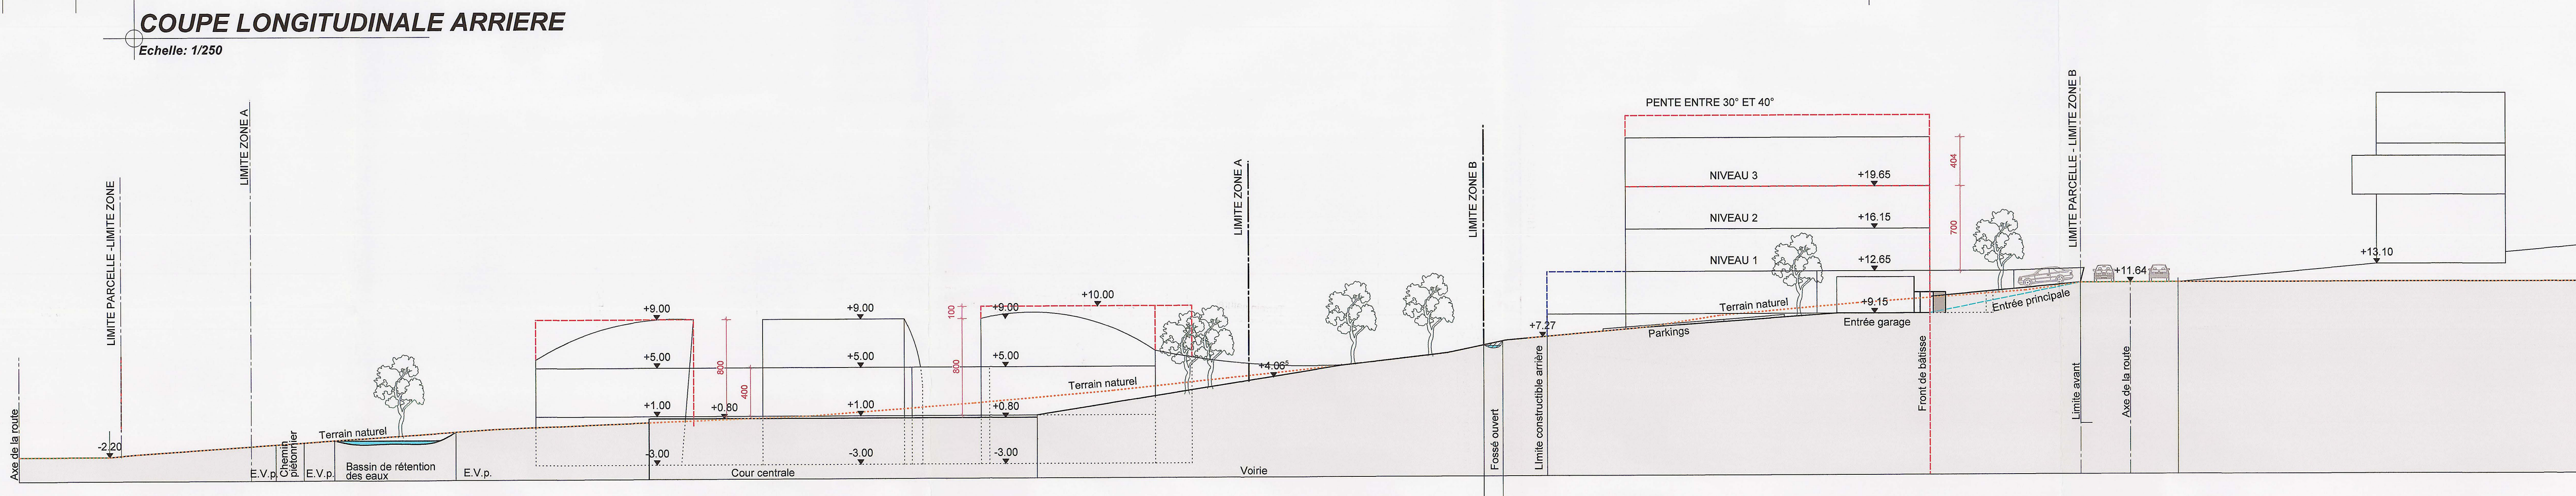 COUPE LONGITUDINALE ARRIERE
Echelle: 1/250
Axe de la route
-2.20
LIMITE PARCELLE -LIMITE ZONE
LIMITE ZONE A
E.V.p.
Chemin
piétonnier
E.V.p.
Terrain naturel
Bassin de rétention
des eaux
E.V.p.
+9.00
+5.00
+1.00
-3.00
800
400
+0.80
Cour centrale
+9.00
+5.00
+1.00
-3.00
100
800
+9.00
+10.00
+5.00
+0.80
-3.00
Terrain naturel
LIMITE ZONE A
+4.06⁵
Voirie
LIMITE ZONE B
Fossé ouvert
+7.27
LImite constructible arrière
PENTE ENTRE 30° ET 40°
NIVEAU 3
+19.65
NIVEAU 2
+16.15
NIVEAU 1
+12.65
Terrain naturel
+9.15
Parkings
Entrée garage
404
700
Front de bâtisse
Entrée principale
LIMITE PARCELLE - LIMITE ZONE B
Limite avant
+11.64
Axe de la route
+13.10